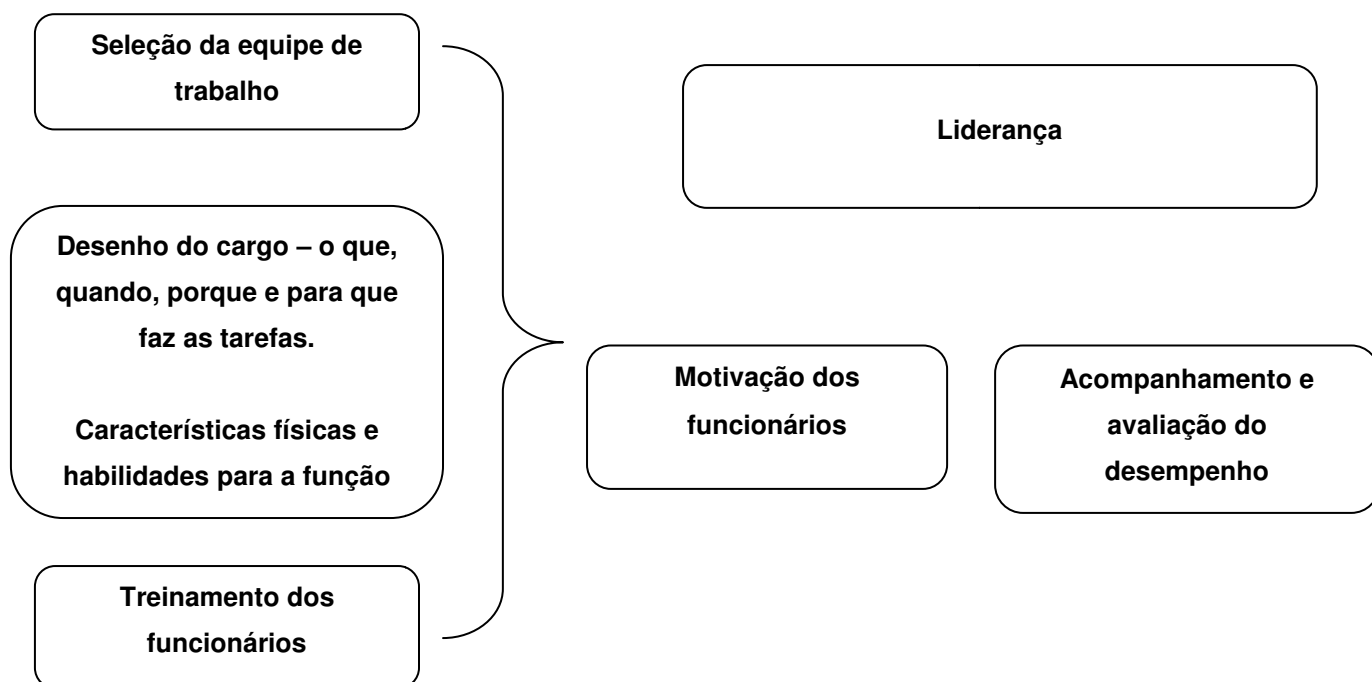 Seleção da equipe de
trabalho
Liderança
Desenho do cargo – o que,
quando, porque e para que
faz as tarefas.
Características físicas e
habilidades para a função
Motivação dos
funcionários
Acompanhamento e
avaliação do
desempenho
Treinamento dos
funcionários